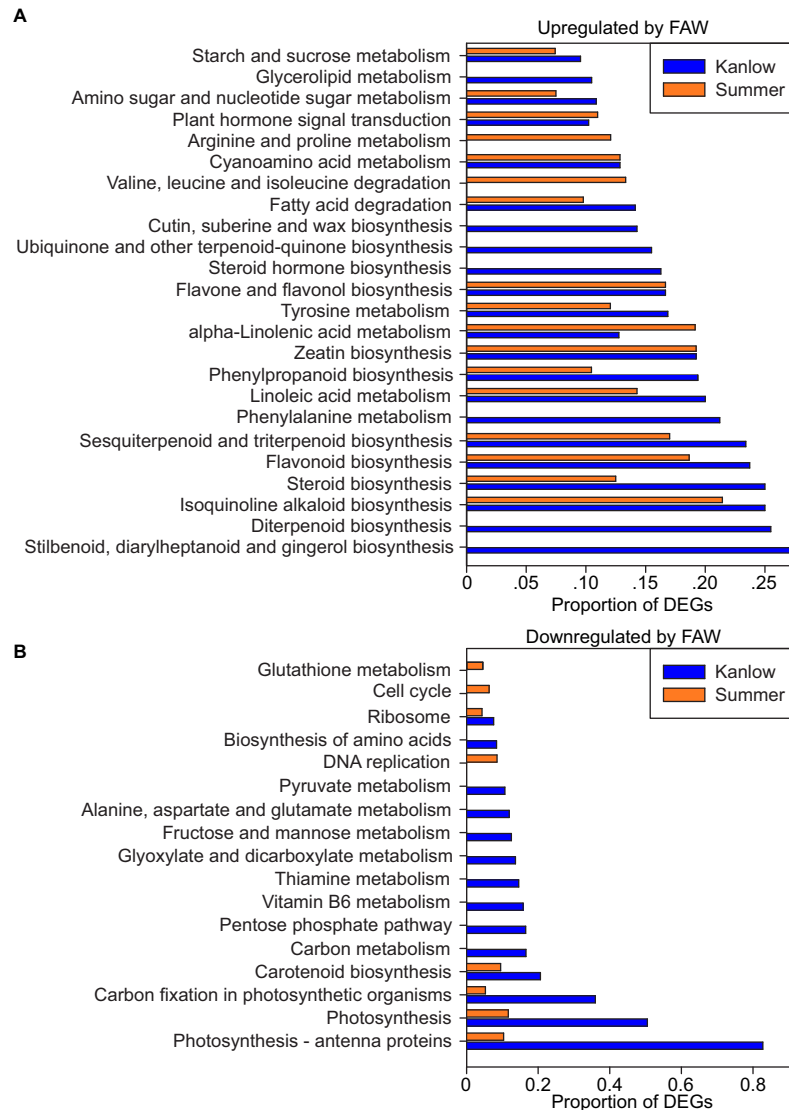 A
Upregulated by FAW
Kanlow
Summer
Starch and sucrose metabolism
Glycerolipid metabolism
Amino sugar and nucleotide sugar metabolism
Plant hormone signal transduction
Arginine and proline metabolism
Cyanoamino acid metabolism
Valine, leucine and isoleucine degradation
Fatty acid degradation
Cutin, suberine and wax biosynthesis
Ubiquinone and other terpenoid-quinone biosynthesis
Steroid hormone biosynthesis
Flavone and flavonol biosynthesis
Tyrosine metabolism
alpha-Linolenic acid metabolism
Zeatin biosynthesis
Phenylpropanoid biosynthesis
Linoleic acid metabolism
Phenylalanine metabolism
Sesquiterpenoid and triterpenoid biosynthesis
Flavonoid biosynthesis
Steroid biosynthesis
Isoquinoline alkaloid biosynthesis
Diterpenoid biosynthesis
Stilbenoid, diarylheptanoid and gingerol biosynthesis
0 .05 .10 .15 .20 .25
Proportion of DEGs
B
Downregulated by FAW
Kanlow
Summer
Glutathione metabolism
Cell cycle
Ribosome
Biosynthesis of amino acids
DNA replication
Pyruvate metabolism
Alanine, aspartate and glutamate metabolism
Fructose and mannose metabolism
Glyoxylate and dicarboxylate metabolism
Thiamine metabolism
Vitamin B6 metabolism
Pentose phosphate pathway
Carbon metabolism
Carotenoid biosynthesis
Carbon fixation in photosynthetic organisms
Photosynthesis
Photosynthesis - antenna proteins
0 0.2 0.4 0.6 0.8
Proportion of DEGs